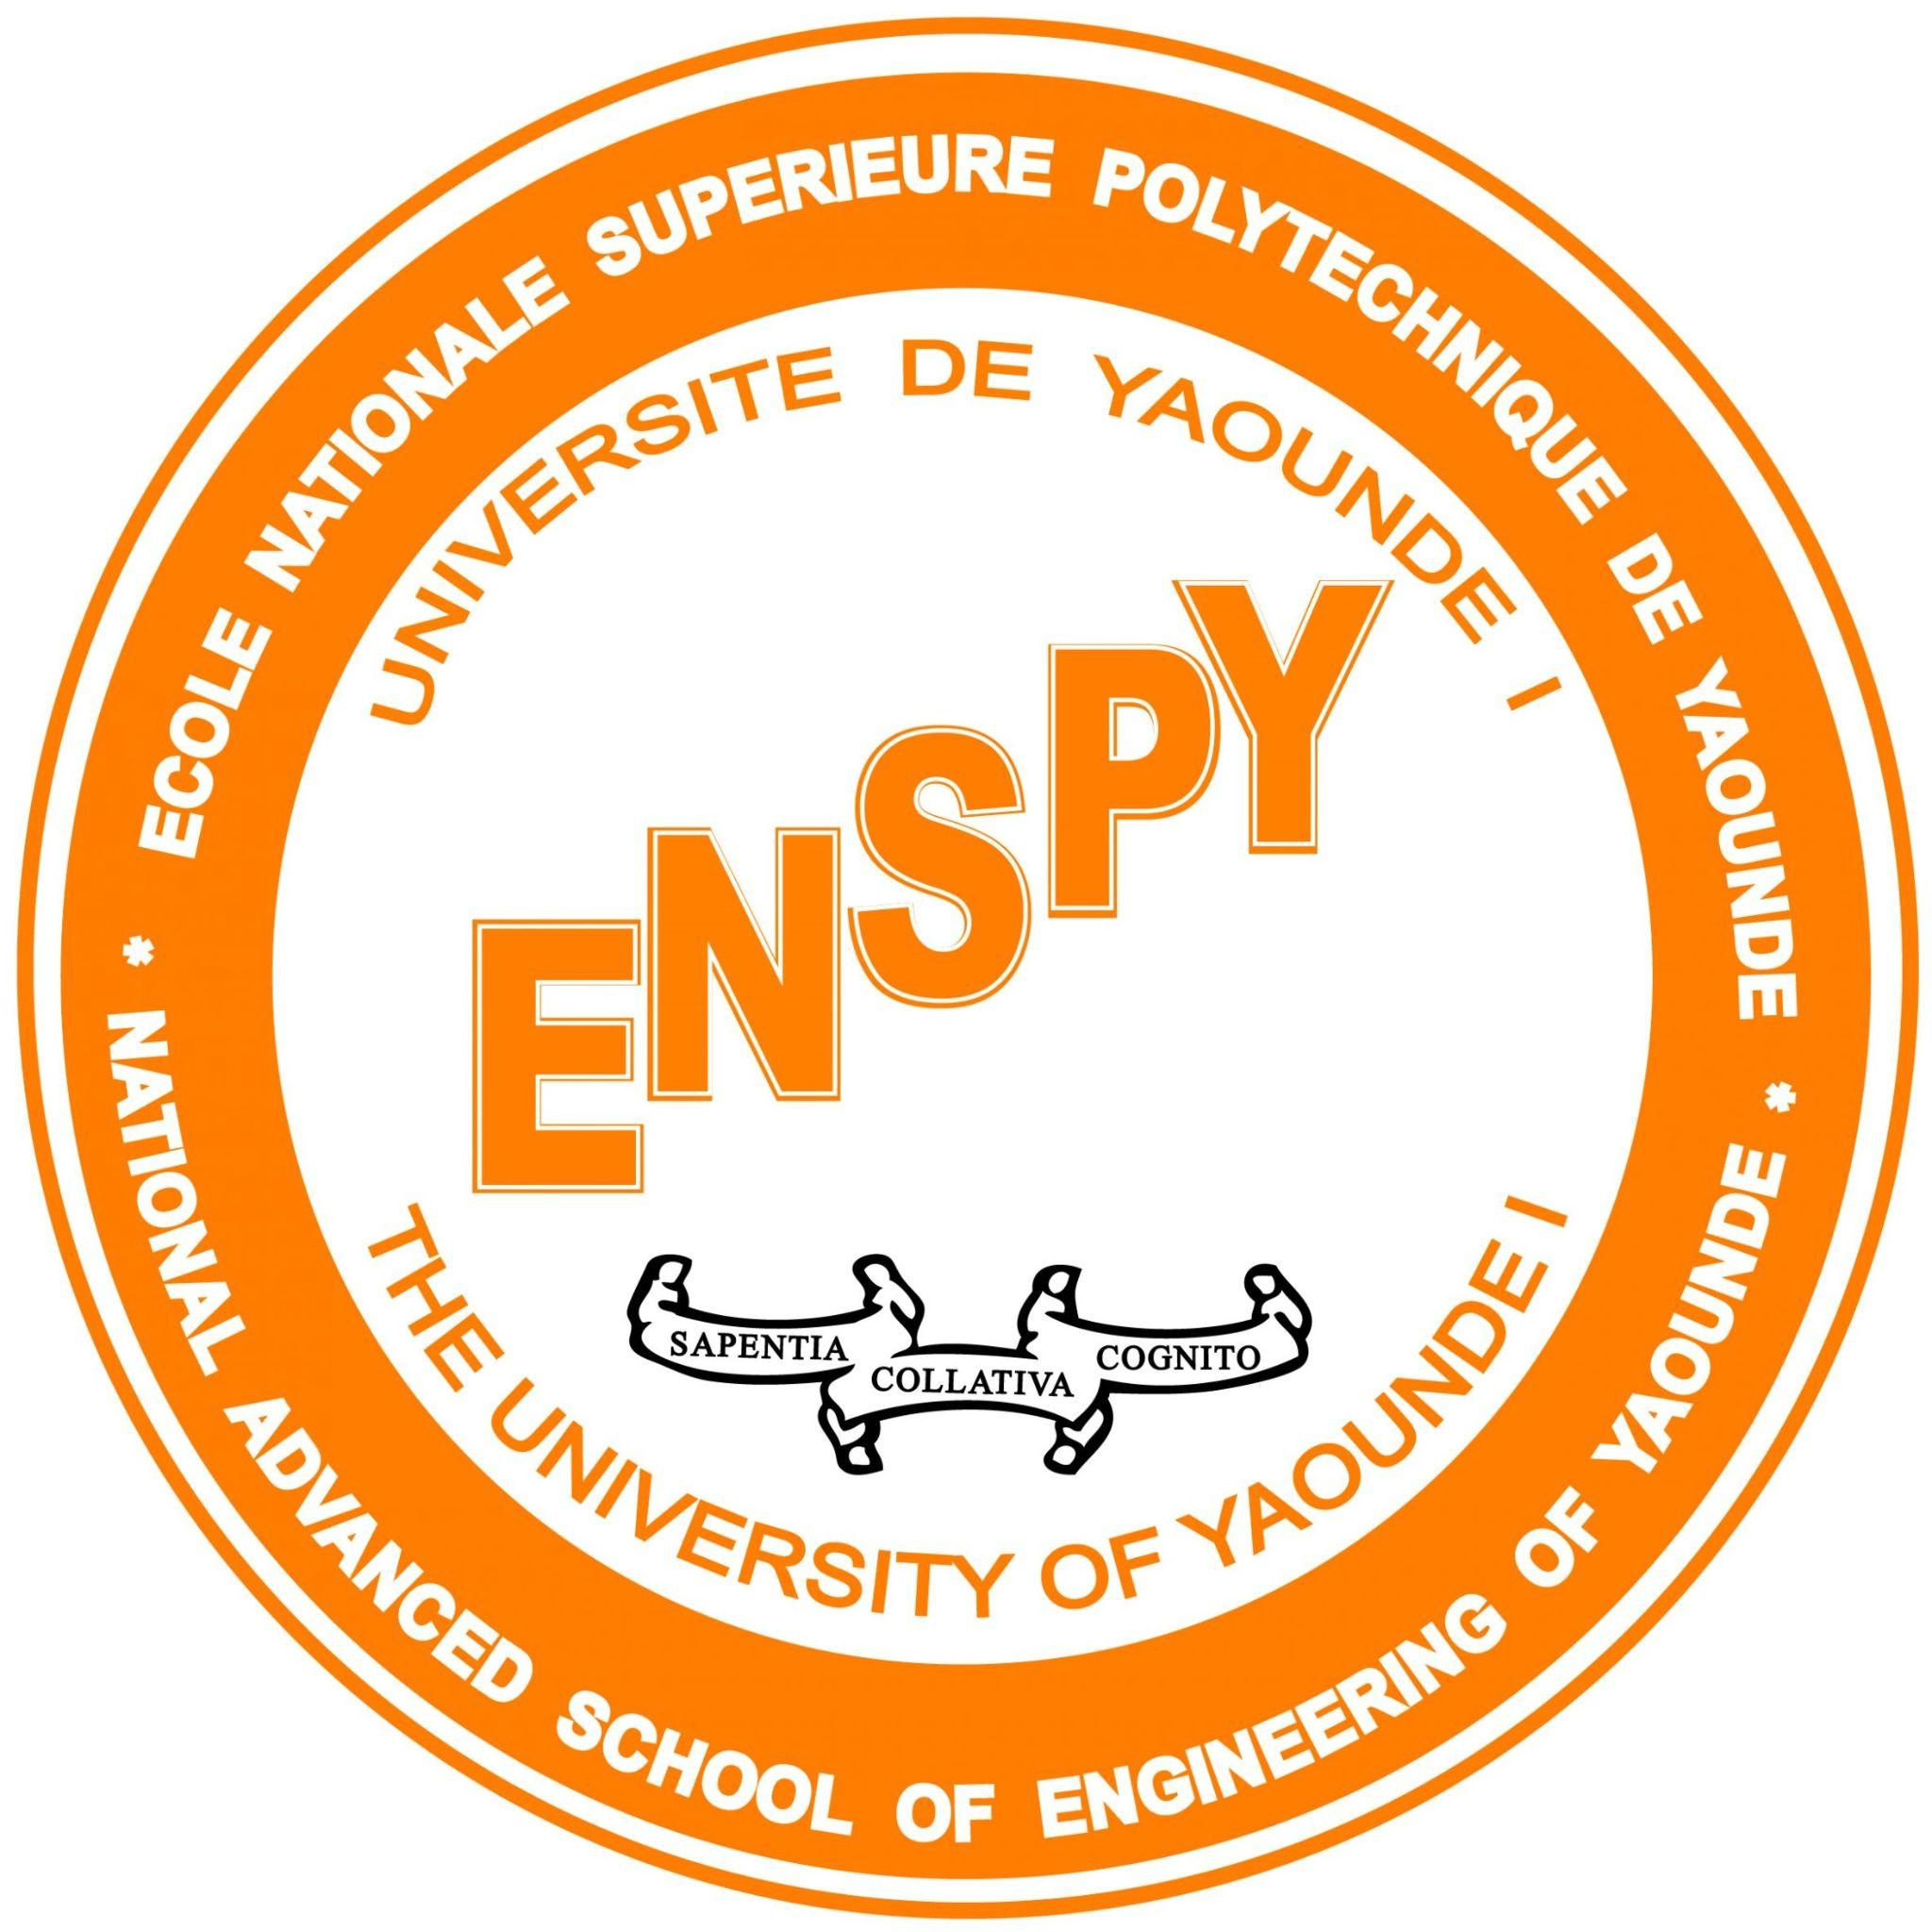 ECOLE NATIONALE SUPERIEURE POLYTECHNIQUE DE YAOUNDE
UNIVERSITE DE YAOUNDE I
ENSPY
SAPENTIA
COLLATIVA
COGNITO
THE UNIVERSITY OF YAOUNDE I
* NATIONAL ADVANCED SCHOOL OF ENGINEERING OF YAOUNDE *